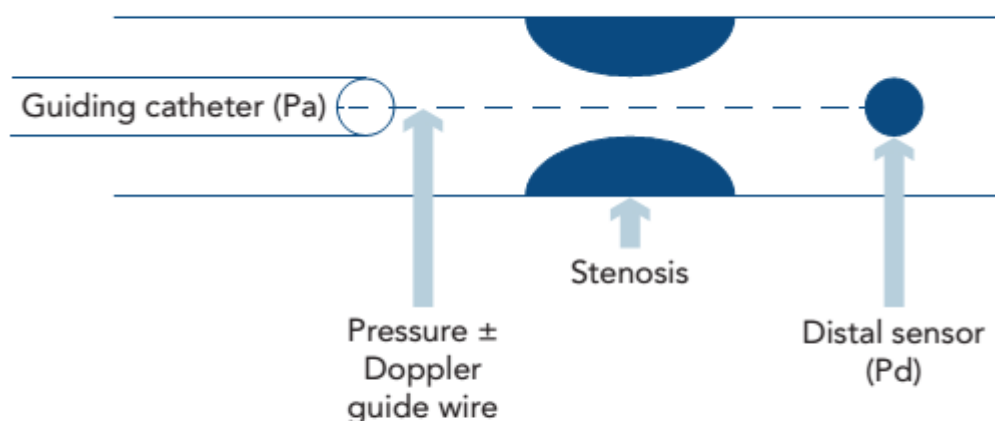 Guiding catheter (Pa)
Stenosis
Pressure ±
Doppler
guide wire
Distal sensor
(Pd)